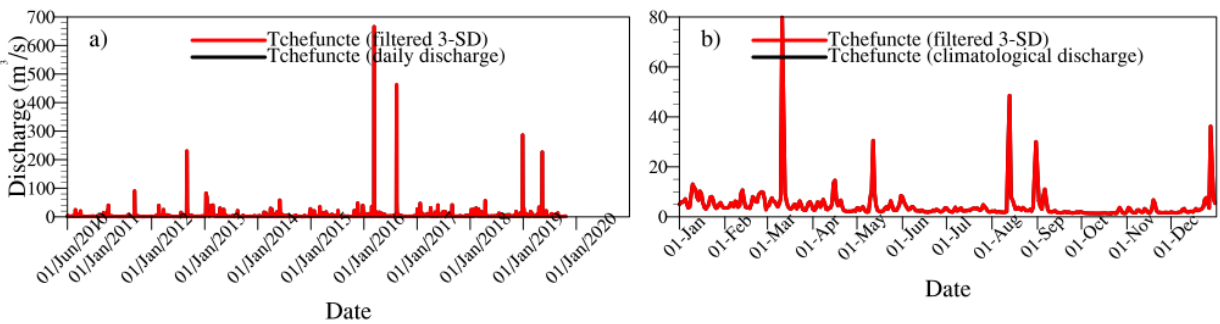 700
600
500
400
300
200
100
0
Discharge (m³/s)
a)
Tchefuncte (filtered 3-SD)
Tchefuncte (daily discharge)
01/Jun/2010
01/Jan/2011
01/Jan/2012
01/Jan/2013
01/Jan/2014
01/Jan/2015
01/Jan/2016
01/Jan/2017
01/Jan/2018
01/Jan/2019
01/Jan/2020
Date
80
60
40
20
0
b)
Tchefuncte (filtered 3-SD)
Tchefuncte (climatological discharge)
01-Jan
01-Feb
01-Mar
01-Apr
01-May
01-Jun
01-Jul
01-Aug
01-Sep
01-Oct
01-Nov
01-Dec
Date